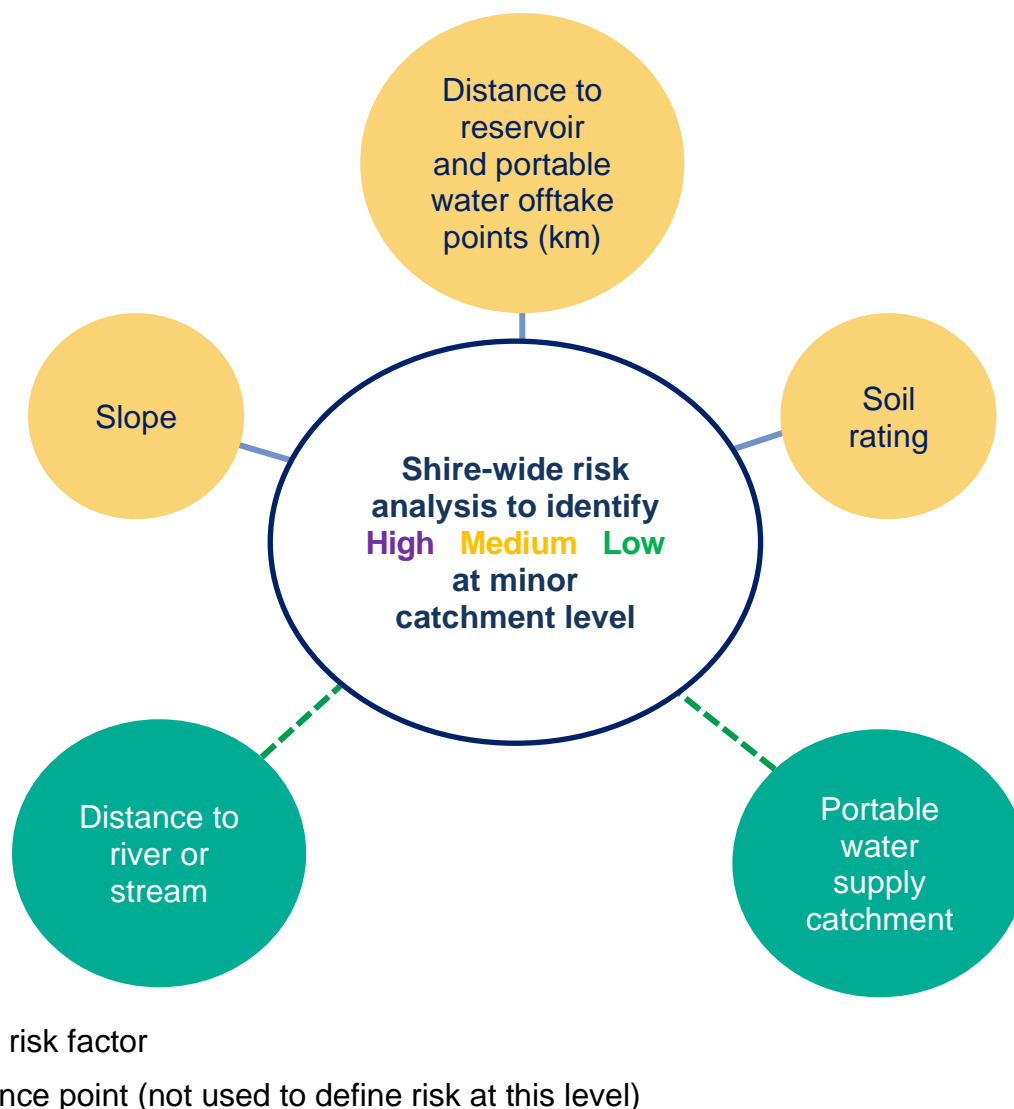 Distance to
reservoir
and portable
water offtake
points (km)
Slope
Soil
rating
Shire-wide risk
analysis to identify
High Medium Low
at minor
catchment level
Distance to
river or
stream
Portable
water
supply
catchment
risk factor
point (not used to define risk at this level)